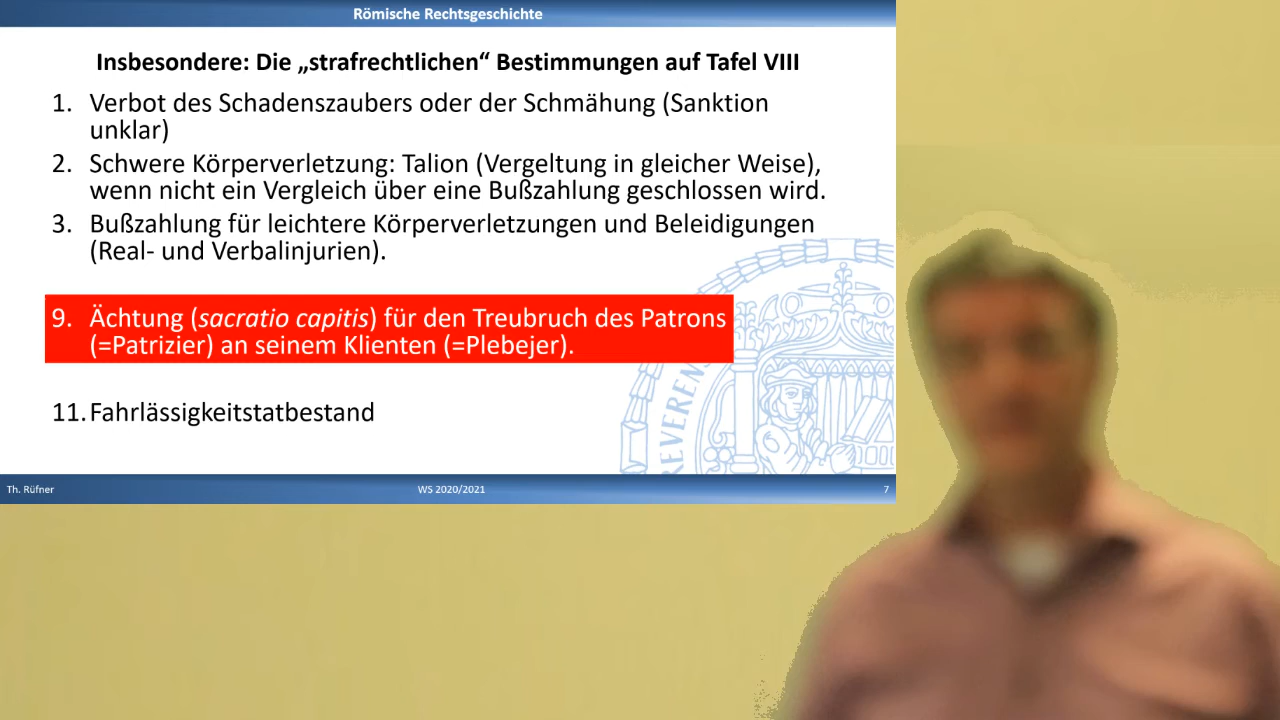 Römische Rechtsgeschichte
Insbesondere: Die „strafrechtlichen“ Bestimmungen auf Tafel VIII
1. Verbot des Schadenszaubers oder der Schmähung (Sanktion
unklar)
2. Schwere Körperverletzung: Talion (Vergeltung in gleicher Weise),
wenn nicht ein Vergleich über eine Bußzahlung geschlossen wird.
3. Bußzahlung für leichtere Körperverletzungen und Beleidigungen
(Real- und Verbalinjurien).
9. Ächtung (sacratio capitis) für den Treubruch des Patrons
(=Patrizier) an seinem Klienten (=Plebejer).
11. Fahrlässigkeitstatbestand
Th. Rüfner
WS 2020/2021
7